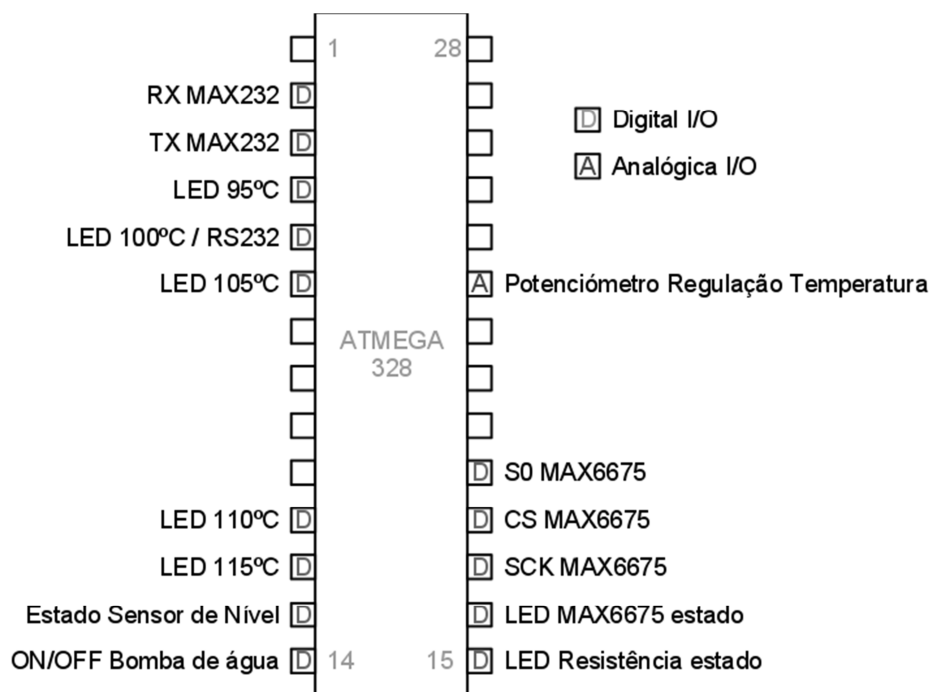 1
28
RX MAX232
D
TX MAX232
D
LED 95ºC
D
LED 100ºC / RS232
D
LED 105ºC
D
D Digital I/O
A Analógica I/O
A Potenciómetro Regulação Temperatura
ATMEGA
328
D S0 MAX6675
LED 110ºC
D
D CS MAX6675
LED 115ºC
D
D SCK MAX6675
Estado Sensor de Nível
D
D LED MAX6675 estado
ON/OFF Bomba de água
D
14
15
D LED Resistência estado